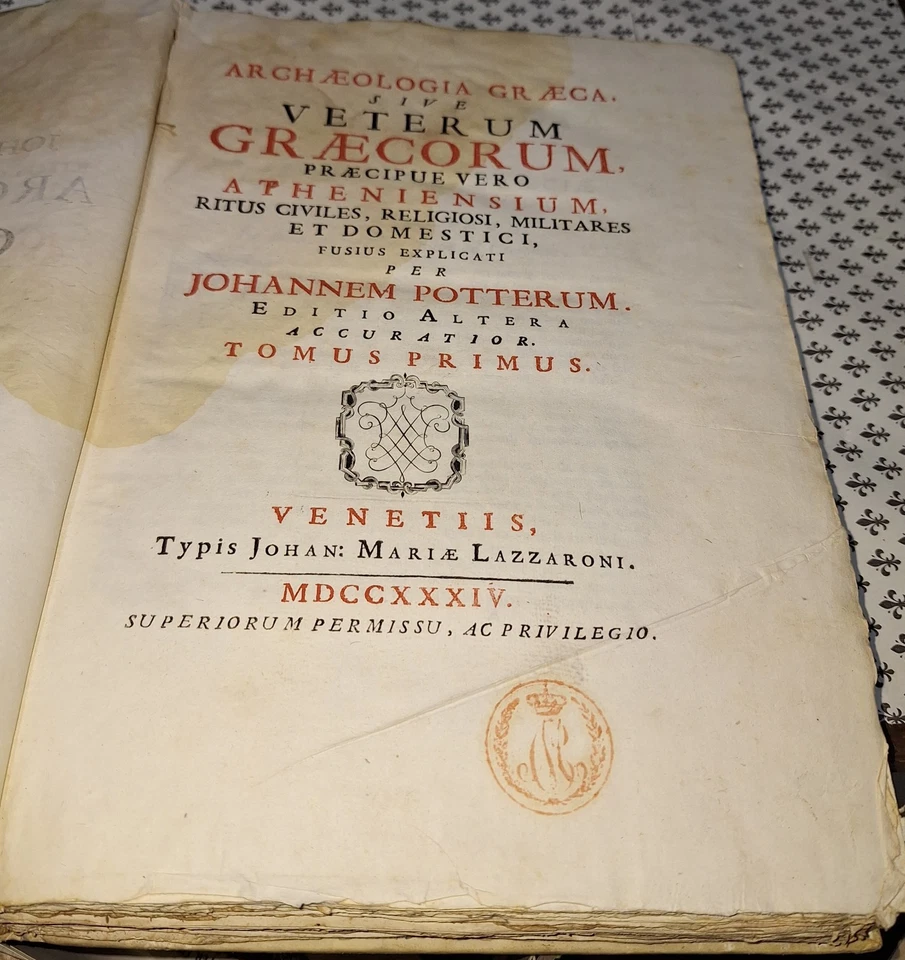 ARCHÆOLOGIA GRÆCA.
SIVE
VETERUM
GRÆCORUM,
PRÆCIPUE VERO
ATHENIENSIUM,
RITUS CIVILES, RELIGIOSI, MILITARES
ET DOMESTICI,
FUSIUS EXPLICATI
PER
JOHANNEM POTTERUM.
EDITIO ALTERA
ACCURATIOR.
TOMUS PRIMUS.
VENETIIS,
Typis JOHAN: MARIÆ LAZZARONI.
MDCCXXXIV.
SUPERIORUM PERMISSU, AC PRIVILEGIO.